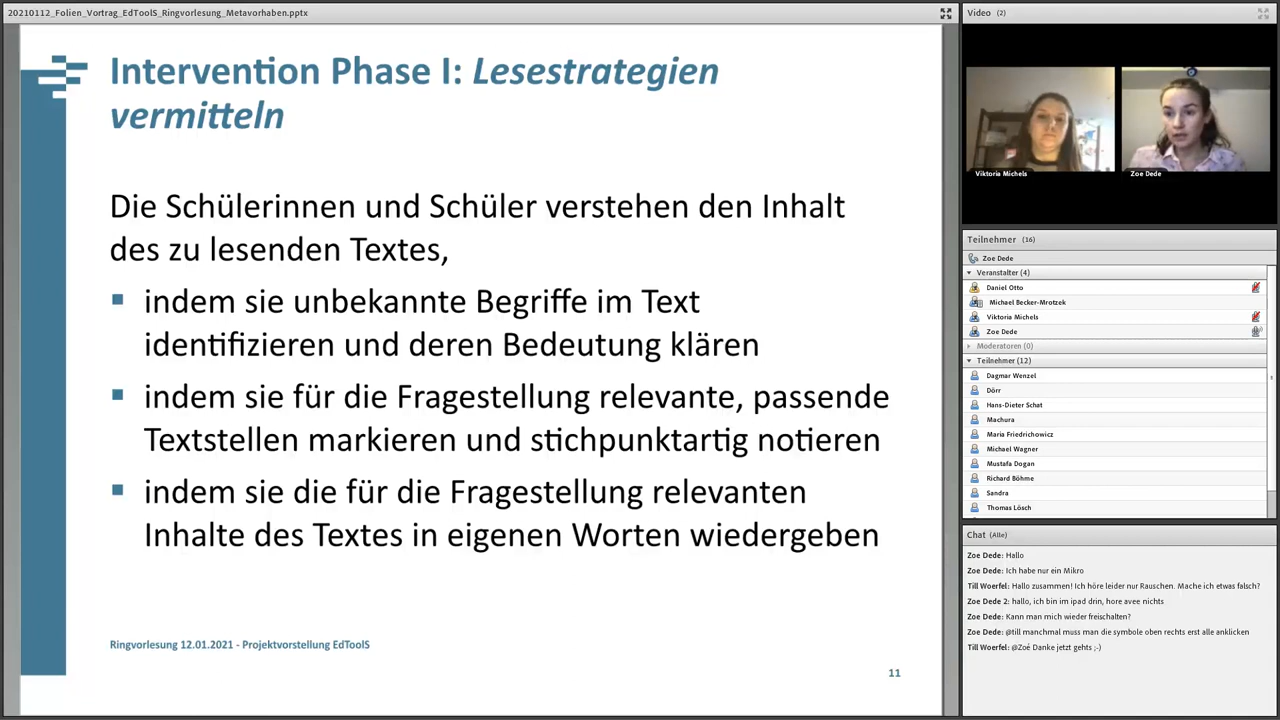 20210112_Folien_Vortrag_EdToolS_Ringvorlesung_Metavorhaben.pptx
Intervention Phase I: Lesestrategien
vermitteln
Die Schülerinnen und Schüler verstehen den Inhalt
des zu lesenden Textes,
indem sie unbekannte Begriffe im Text
identifizieren und deren Bedeutung klären
indem sie für die Fragestellung relevante, passende
Textstellen markieren und stichpunktartig notieren
indem sie die für die Fragestellung relevanten
Inhalte des Textes in eigenen Worten wiedergeben
Ringvorlesung 12.01.2021 - Projektvorstellung EdToolS
11
Video (2)
Viktoria Michels
Zoe Dede
Teilnehmer (16)
Zoe Dede
Veranstalter (4)
Daniel Otto
Michael Becker-Mrotzek
Viktoria Michels
Zoe Dede
Moderatoren (0)
Teilnehmer (12)
Dagmar Wenzel
Dörr
Hans-Dieter Schat
Machura
Maria Friedrichowicz
Michael Wagner
Mustafa Dogan
Richard Böhme
Sandra
Thomas Lösch
Chat (Alle)
Zoe Dede: Hallo
Zoe Dede: Ich habe nur ein Mikro
Till Woerfel: Hallo zusammen! Ich höre leider nur Rauschen. Mache ich etwas falsch?
Zoe Dede 2: hallo, ich bin im ipad drin, hore avee nichts
Zoe Dede: Kann man mich wieder freischalten?
Zoe Dede: @till manchmal muss man die symbole oben rechts erst alle anklicken
Till Woerfel: @Zoé Danke jetzt gehts ;-)